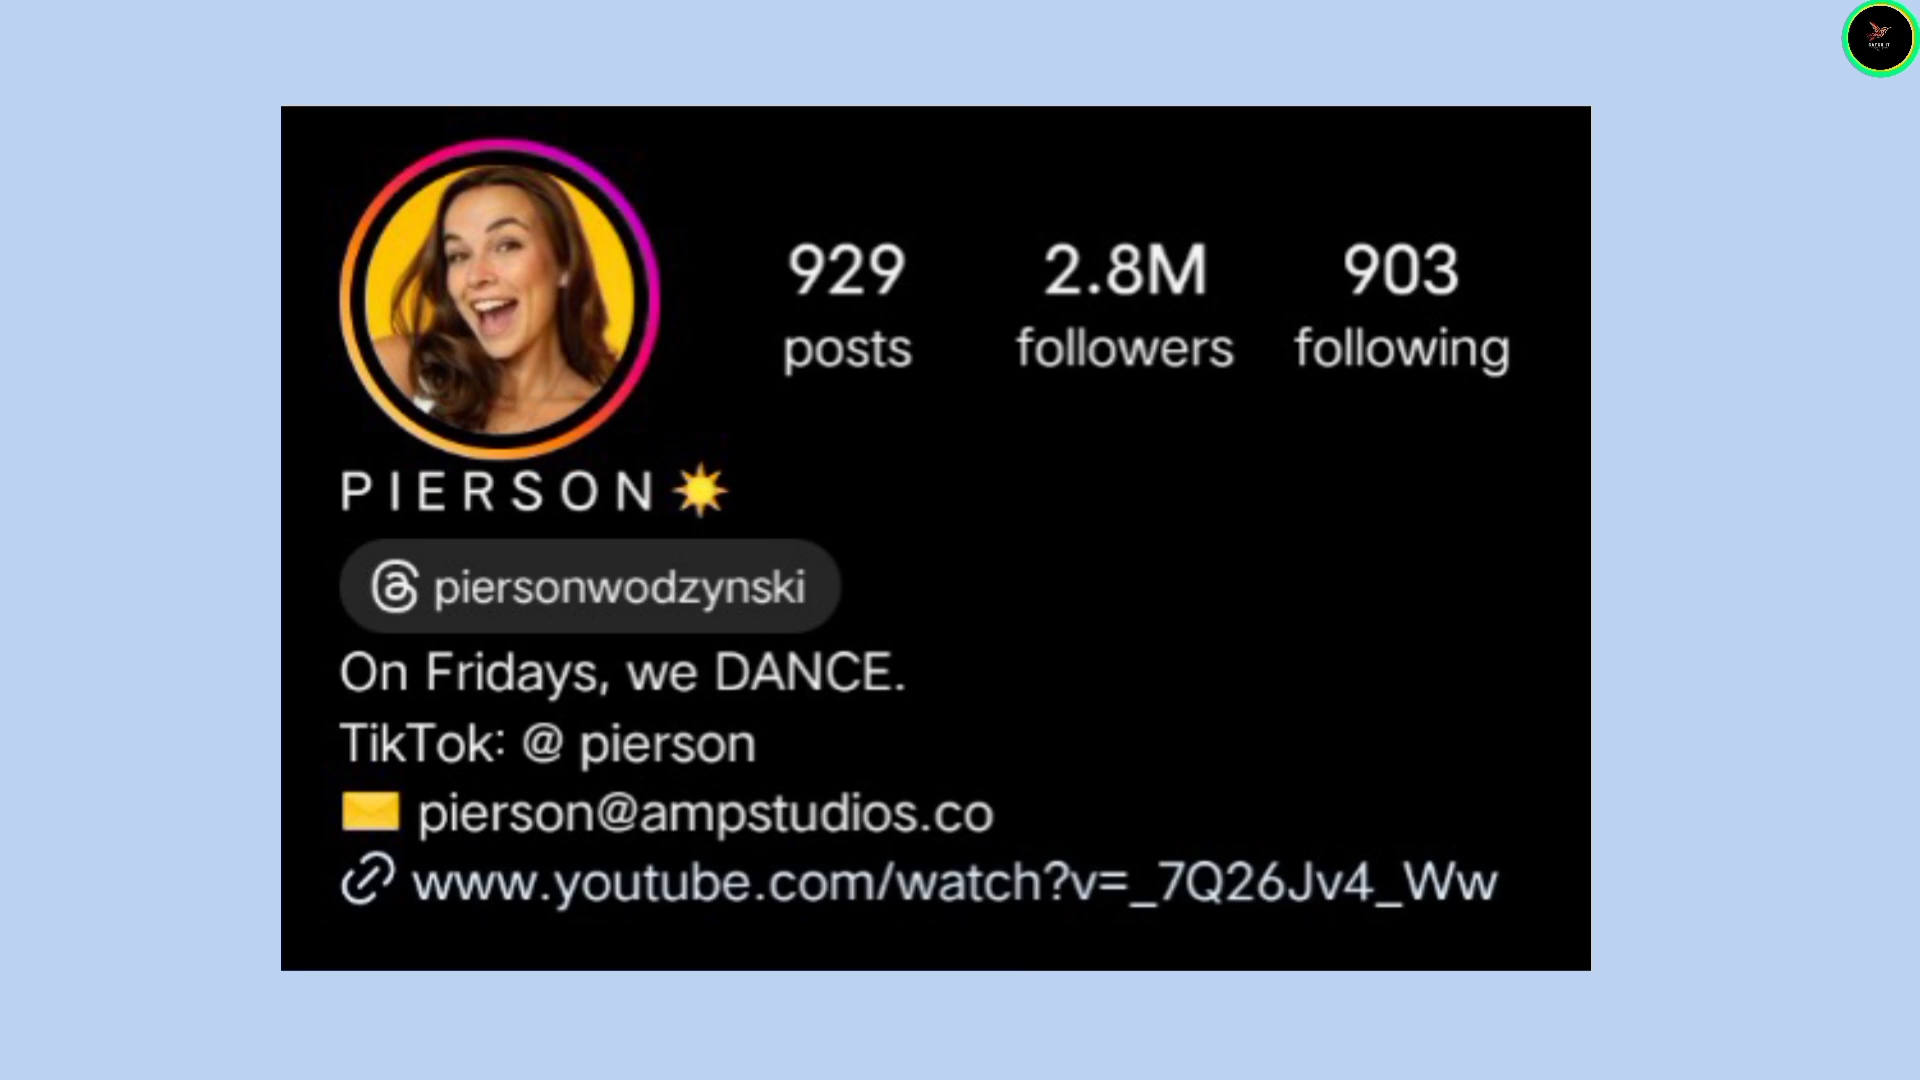 929 2.8M 903
posts followers following
P I E R S O N
piersonwodzynski
On Fridays, we DANCE.
TikTok: @ pierson
pierson@ampstudios.co
www.youtube.com/watch?v=_7Q26Jv4_Ww